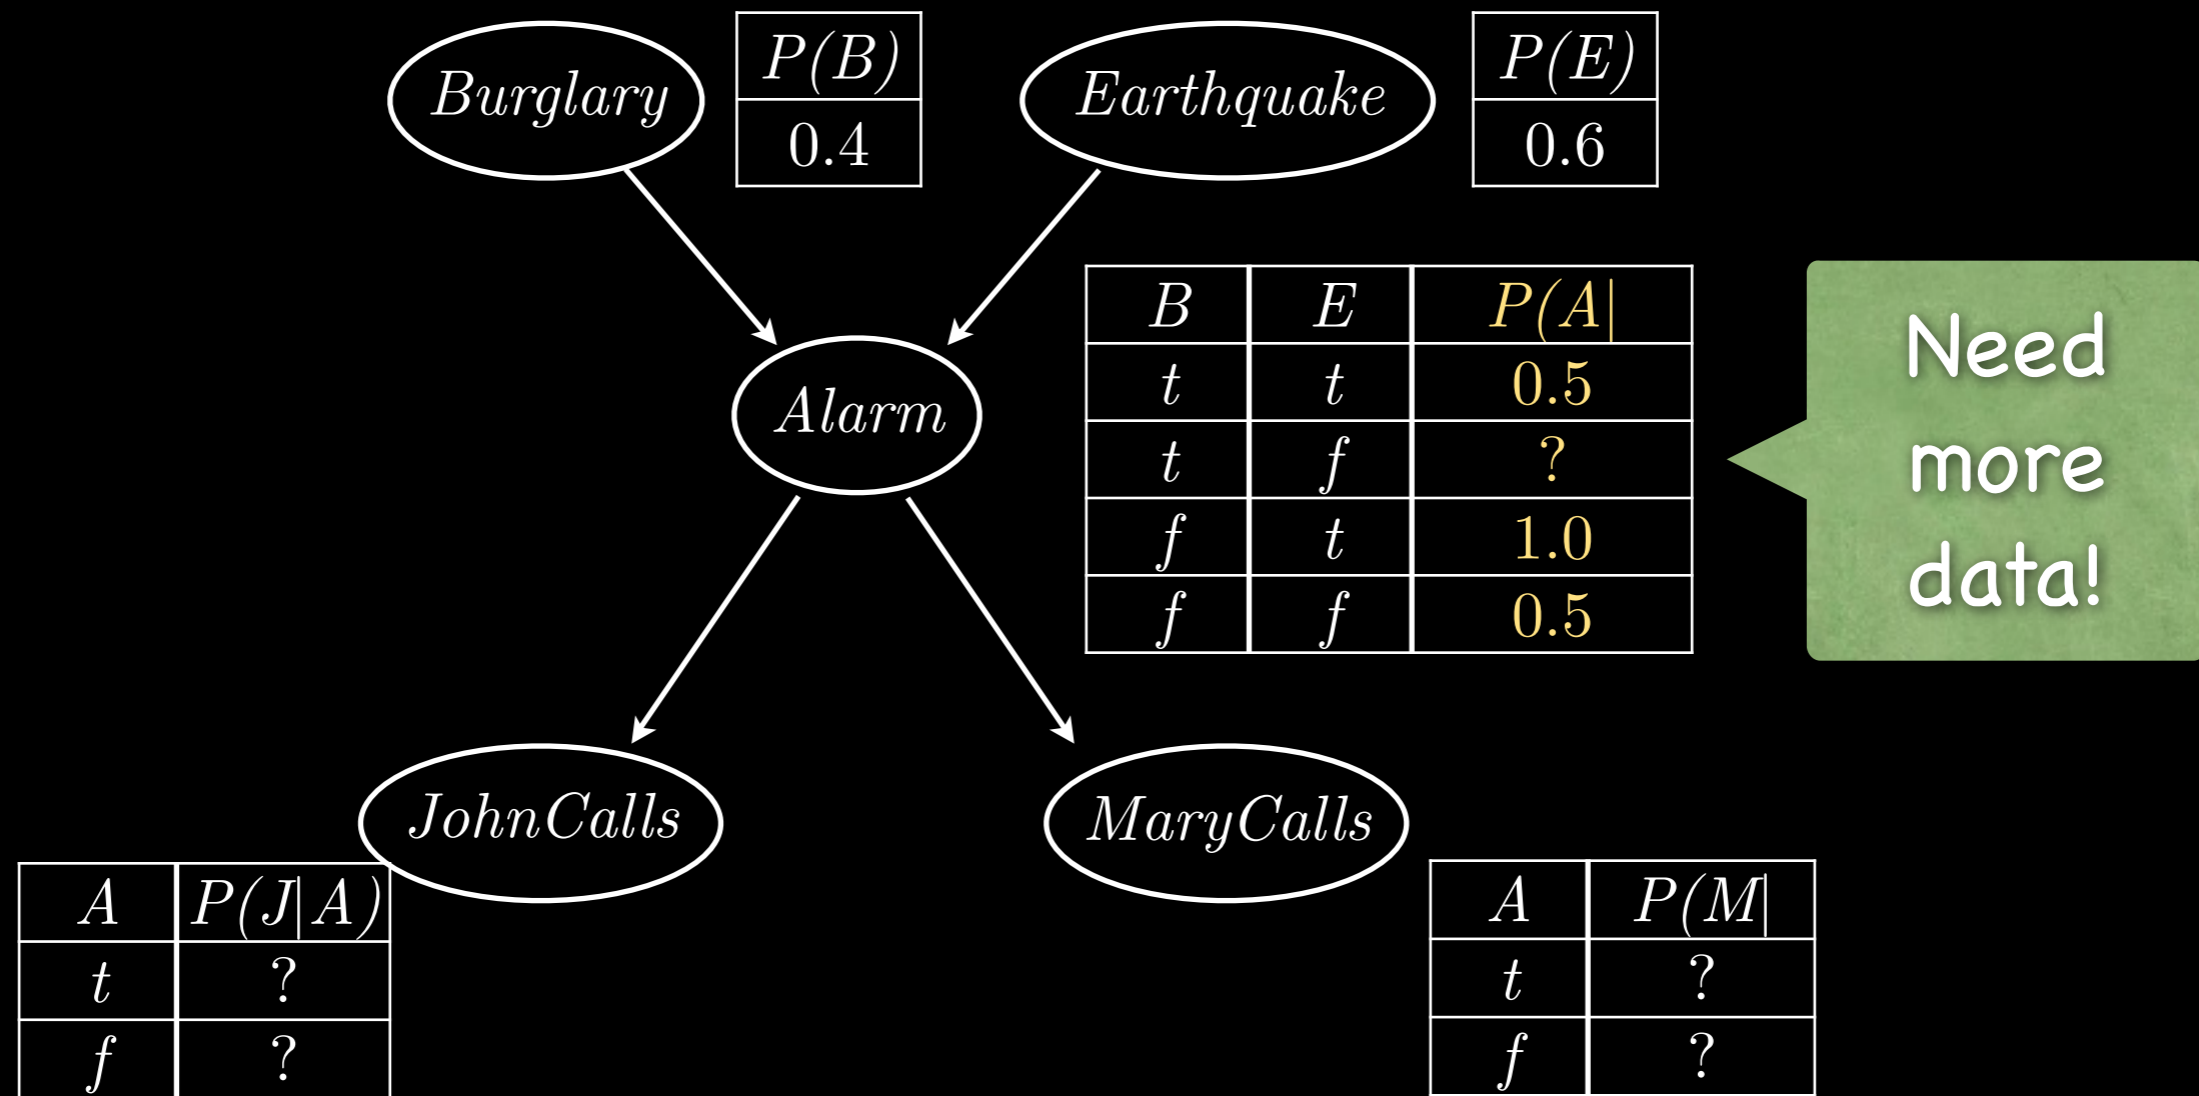 Burglary
P(B)
0.4
Earthquake
P(E)
0.6
Alarm
B E P(A|
t t 0.5
t f ?
f t 1.0
f f 0.5
Need
more
data!
JohnCalls
A P(J|A)
t ?
f ?
MaryCalls
A P(M|
t ?
f ?